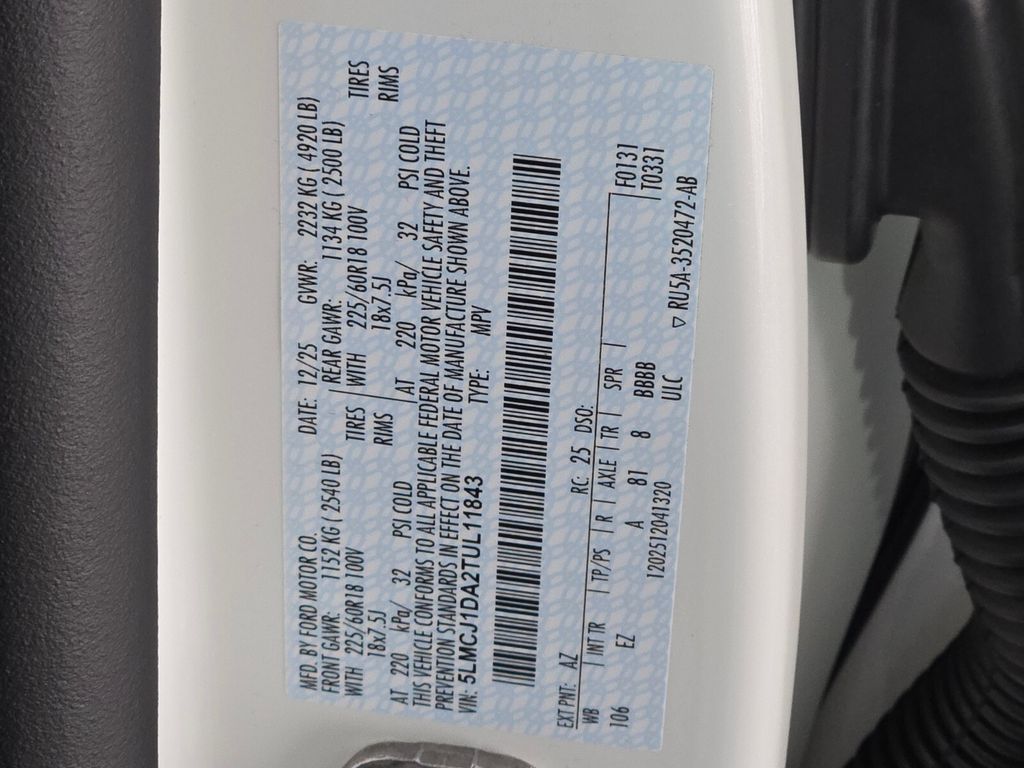 MFD. BY FORD MOTOR CO. DATE: 12/25 GVWR: 2232 KG ( 4920 LB)
FRONT GAWR: 1152 KG ( 2540 LB) REAR GAWR: 1134 KG ( 2500 LB)
WITH 225/60R18 100V TIRES WITH 225/60R18 100V TIRES
18x7.5J RIMS 18x7.5J RIMS
AT 220 kPa/ 32 PSI COLD AT 220 kPa/ 32 PSI COLD
THIS VEHICLE CONFORMS TO ALL APPLICABLE FEDERAL MOTOR VEHICLE SAFETY AND THEFT
PREVENTION STANDARDS IN EFFECT ON THE DATE OF MANUFACTURE SHOWN ABOVE.
VIN: 5LMCJ1DA2TUL11843 TYPE: MPV
EXT PNT: AZ RC: 25 DSO:
WB INT TR TP/PS R AXLE TR SPR F0131
106 EZ A 81 8 BBBB T0331
1202512041320 ULC
RU5A-3520472-AB